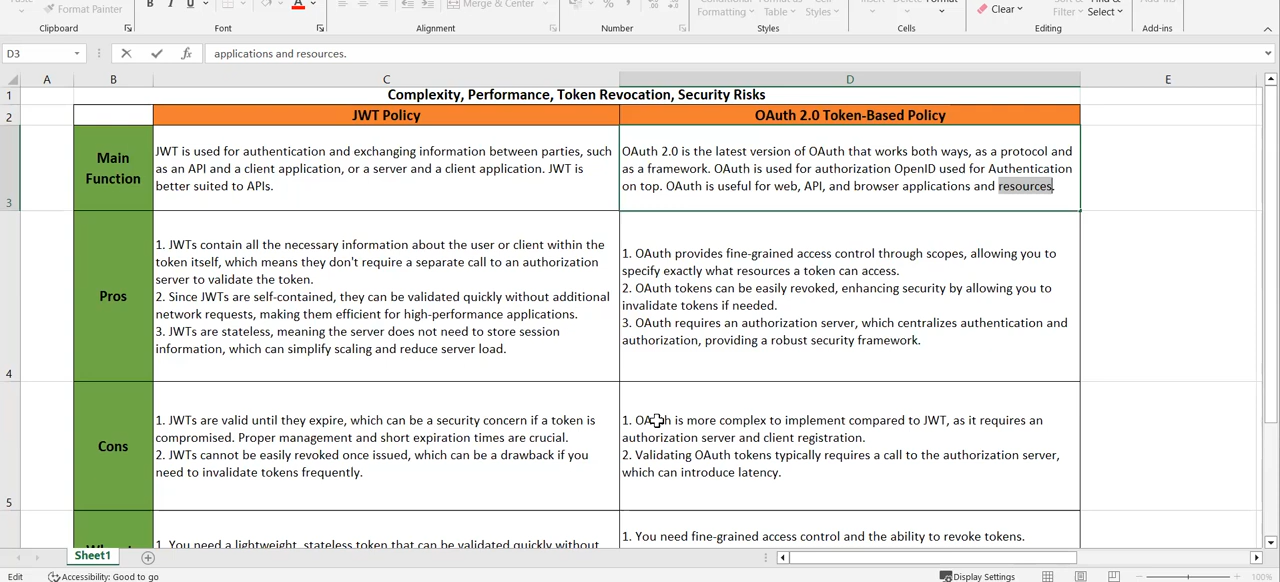 Format Painter
B I U A
Merge & Center
%
Conditional Format as Cell
Formatting Table Styles
Insert Delete Format
Clear
Find &
Filter Select
Add-ins
Clipboard Font Alignment Number Styles Cells Editing Add-ins
D3 fx applications and resources.
A B C D E
1 Complexity, Performance, Token Revocation, Security Risks
2 JWT Policy OAuth 2.0 Token-Based Policy
3
Main
Function
JWT is used for authentication and exchanging information between parties, such
as an API and a client application, or a server and a client application. JWT is
better suited to APIs.
OAuth 2.0 is the latest version of OAuth that works both ways, as a protocol and
as a framework. OAuth is used for authorization OpenID used for Authentication
on top. OAuth is useful for web, API, and browser applications and resources.
4
Pros
1. JWTs contain all the necessary information about the user or client within the
token itself, which means they don't require a separate call to an authorization
server to validate the token.
2. Since JWTs are self-contained, they can be validated quickly without additional
network requests, making them efficient for high-performance applications.
3. JWTs are stateless, meaning the server does not need to store session
information, which can simplify scaling and reduce server load.
1. OAuth provides fine-grained access control through scopes, allowing you to
specify exactly what resources a token can access.
2. OAuth tokens can be easily revoked, enhancing security by allowing you to
invalidate tokens if needed.
3. OAuth requires an authorization server, which centralizes authentication and
authorization, providing a robust security framework.
5
Cons
1. JWTs are valid until they expire, which can be a security concern if a token is
compromised. Proper management and short expiration times are crucial.
2. JWTs cannot be easily revoked once issued, which can be a drawback if you
need to invalidate tokens frequently.
1. OAuth is more complex to implement compared to JWT, as it requires an
authorization server and client registration.
2. Validating OAuth tokens typically requires a call to the authorization server,
which can introduce latency.
1. You need a lightweight, stateless token that can be validated quickly without
1. You need fine-grained access control and the ability to revoke tokens.
Sheet1
Edit Accessibility: Good to go Display Settings 100%